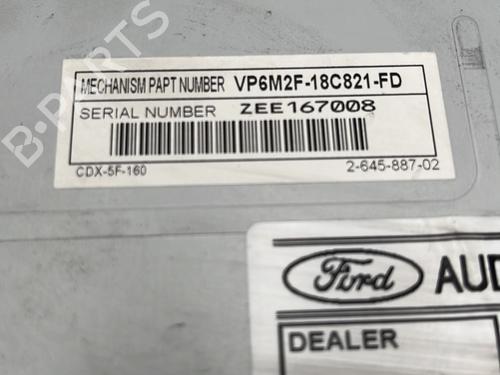 MECHANISM PAPT NUMBER VP6M2F-18C821-FD
SERIAL NUMBER ZEE167008
CDX-5F-160 2-645-887-02
Ford AUD
DEALER
B-PARTS